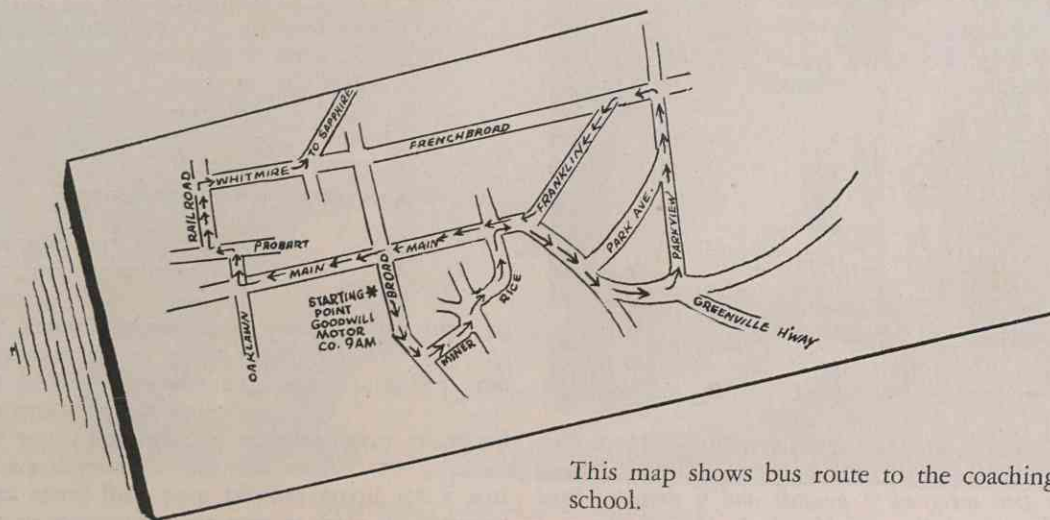 TO SAPPHIRE
FRENCHBROAD
WHITMIRE
RAILROAD
PROBART
FRANKLIN
PARK AVE.
PARKVIEW
MAIN
MAIN
BROAD
RICE
STARTING*
POINT
GOODWILL
MOTOR
CO. 9AM
MINER
OAKLAWN
GREENVILLE H'WAY
This map shows bus route to the coaching
school.